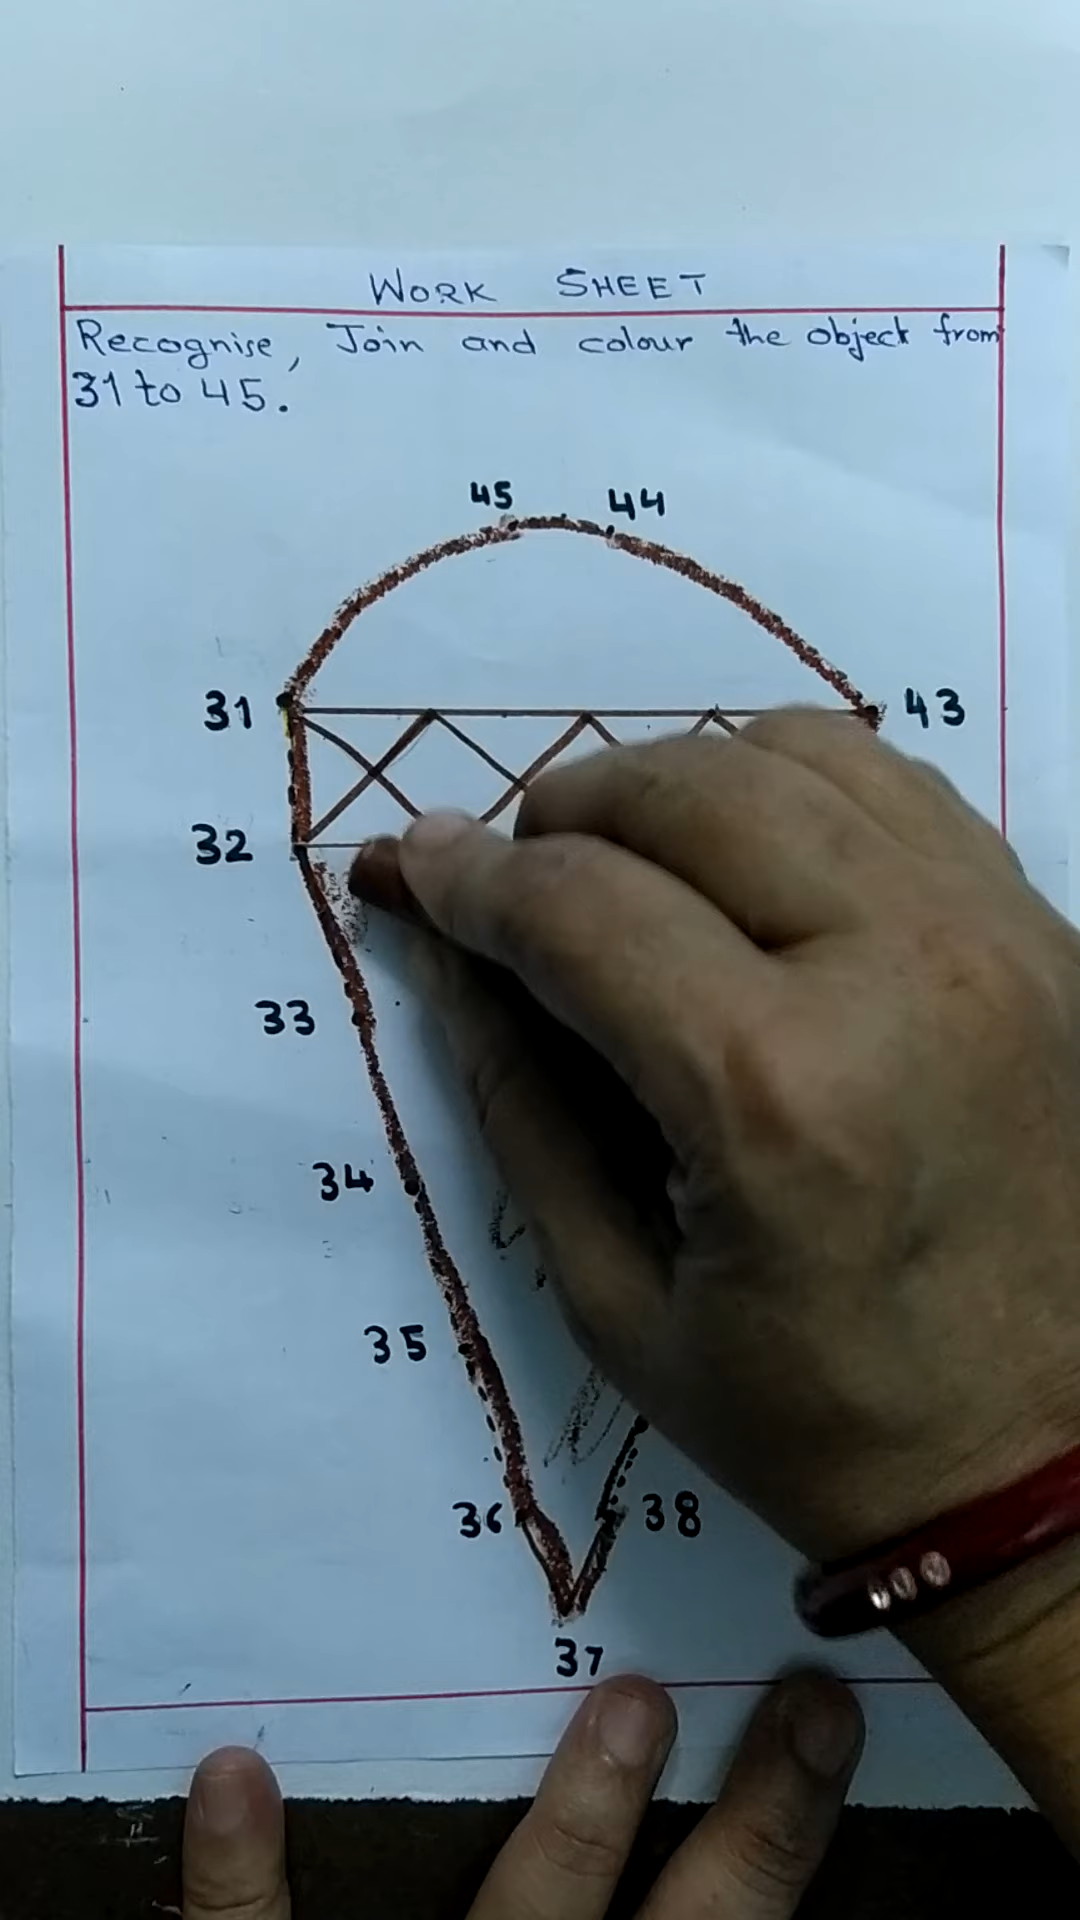 WORK SHEET
Recognise, Join and colour the object from
31 to 45.
45 44
31 43
32
33
34
35
36 38
37